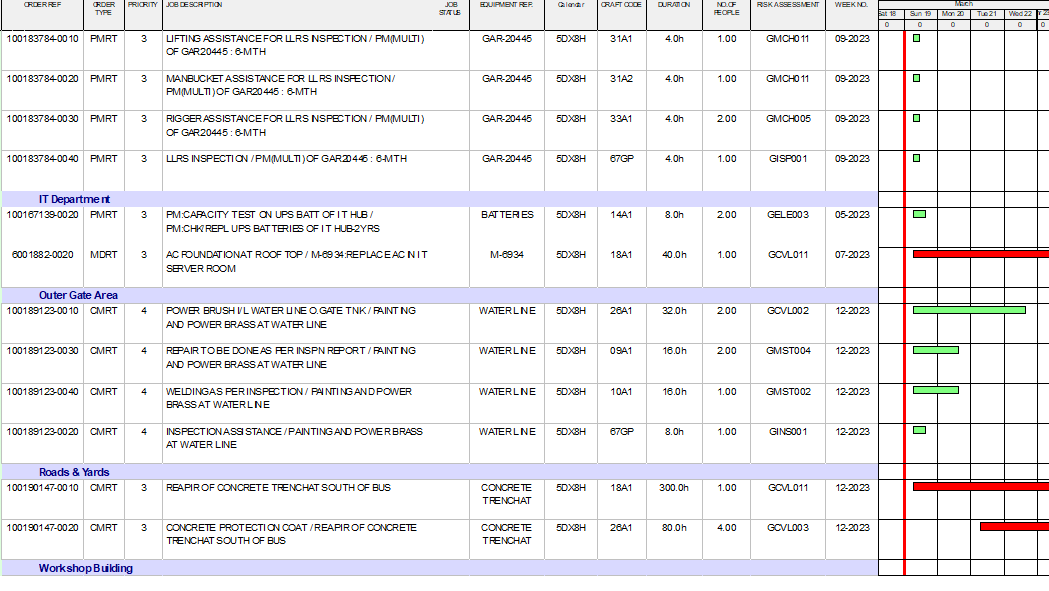 ORDER REF ORDER TYPE PRIORITY JOB DESCRIPTION JOB STATUS EQUIPMENT REF. Calendar CRAFT CODE DURATION NO.OF PEOPLE RISK ASSESSMENT WEEK NO. March
Sat 18 Sun 19 Mon 20 Tue 21 Wed 22
0 0 0 0 0
100183784-0010 PMRT 3 LIFTING ASSISTANCE FOR LLRS INSPECTION / PM(MULTI) GAR-20445 5DX8H 31A1 4.0h 1.00 GMCH011 09-2023
OF GAR20445 : 6-MTH
100183784-0020 PMRT 3 MANBUCKET ASSISTANCE FOR LLRS INSPECTION / GAR-20445 5DX8H 31A2 4.0h 1.00 GMCH011 09-2023
PM(MULTI) OF GAR20445 : 6-MTH
100183784-0030 PMRT 3 RIGGER ASSISTANCE FOR LLRS INSPECTION / PM(MULTI) GAR-20445 5DX8H 33A1 4.0h 2.00 GMCH005 09-2023
OF GAR20445 : 6-MTH
100183784-0040 PMRT 3 LLRS INSPECTION / PM(MULTI) OF GAR20445 : 6-MTH GAR-20445 5DX8H 67GP 4.0h 1.00 GISP001 09-2023
IT Department
100167139-0020 PMRT 3 PM:CAPACITY TEST ON UPS BATT OF IT HUB / BATTERIES 5DX8H 14A1 8.0h 2.00 GELE003 05-2023
PM:CHK/REPL UPS BATTERIES OF IT HUB-2YRS
6001882-0020 MDRT 3 AC FOUNDATION AT ROOF TOP / M-6934:REPLACE AC IN IT M-6934 5DX8H 18A1 40.0h 1.00 GCVL011 07-2023
SERVER ROOM
Outer Gate Area
100189123-0010 CMRT 4 POWER BRUSH I/L WATER LINE O.GATE TNK / PAINTING WATER LINE 5DX8H 26A1 32.0h 2.00 GCVL002 12-2023
AND POWER BRASS AT WATER LINE
100189123-0030 CMRT 4 REPAIR TO BE DONE AS PER INSPN REPORT / PAINTING WATER LINE 5DX8H 09A1 16.0h 2.00 GMST004 12-2023
AND POWER BRASS AT WATER LINE
100189123-0040 CMRT 4 WELDING AS PER INSPECTION / PAINTING AND POWER WATER LINE 5DX8H 10A1 16.0h 1.00 GMST002 12-2023
BRASS AT WATER LINE
100189123-0020 CMRT 4 INSPECTION ASSISTANCE / PAINTING AND POWER BRASS WATER LINE 5DX8H 67GP 8.0h 1.00 GINS001 12-2023
AT WATER LINE
Roads & Yards
100190147-0010 CMRT 3 REAPIR OF CONCRETE TRENCHAT SOUTH OF BUS CONCRETE 5DX8H 18A1 300.0h 1.00 GCVL011 12-2023
TRENCHAT
100190147-0020 CMRT 3 CONCRETE PROTECTION COAT / REAPIR OF CONCRETE CONCRETE 5DX8H 26A1 80.0h 4.00 GCVL003 12-2023
TRENCHAT SOUTH OF BUS TRENCHAT
Workshop Building